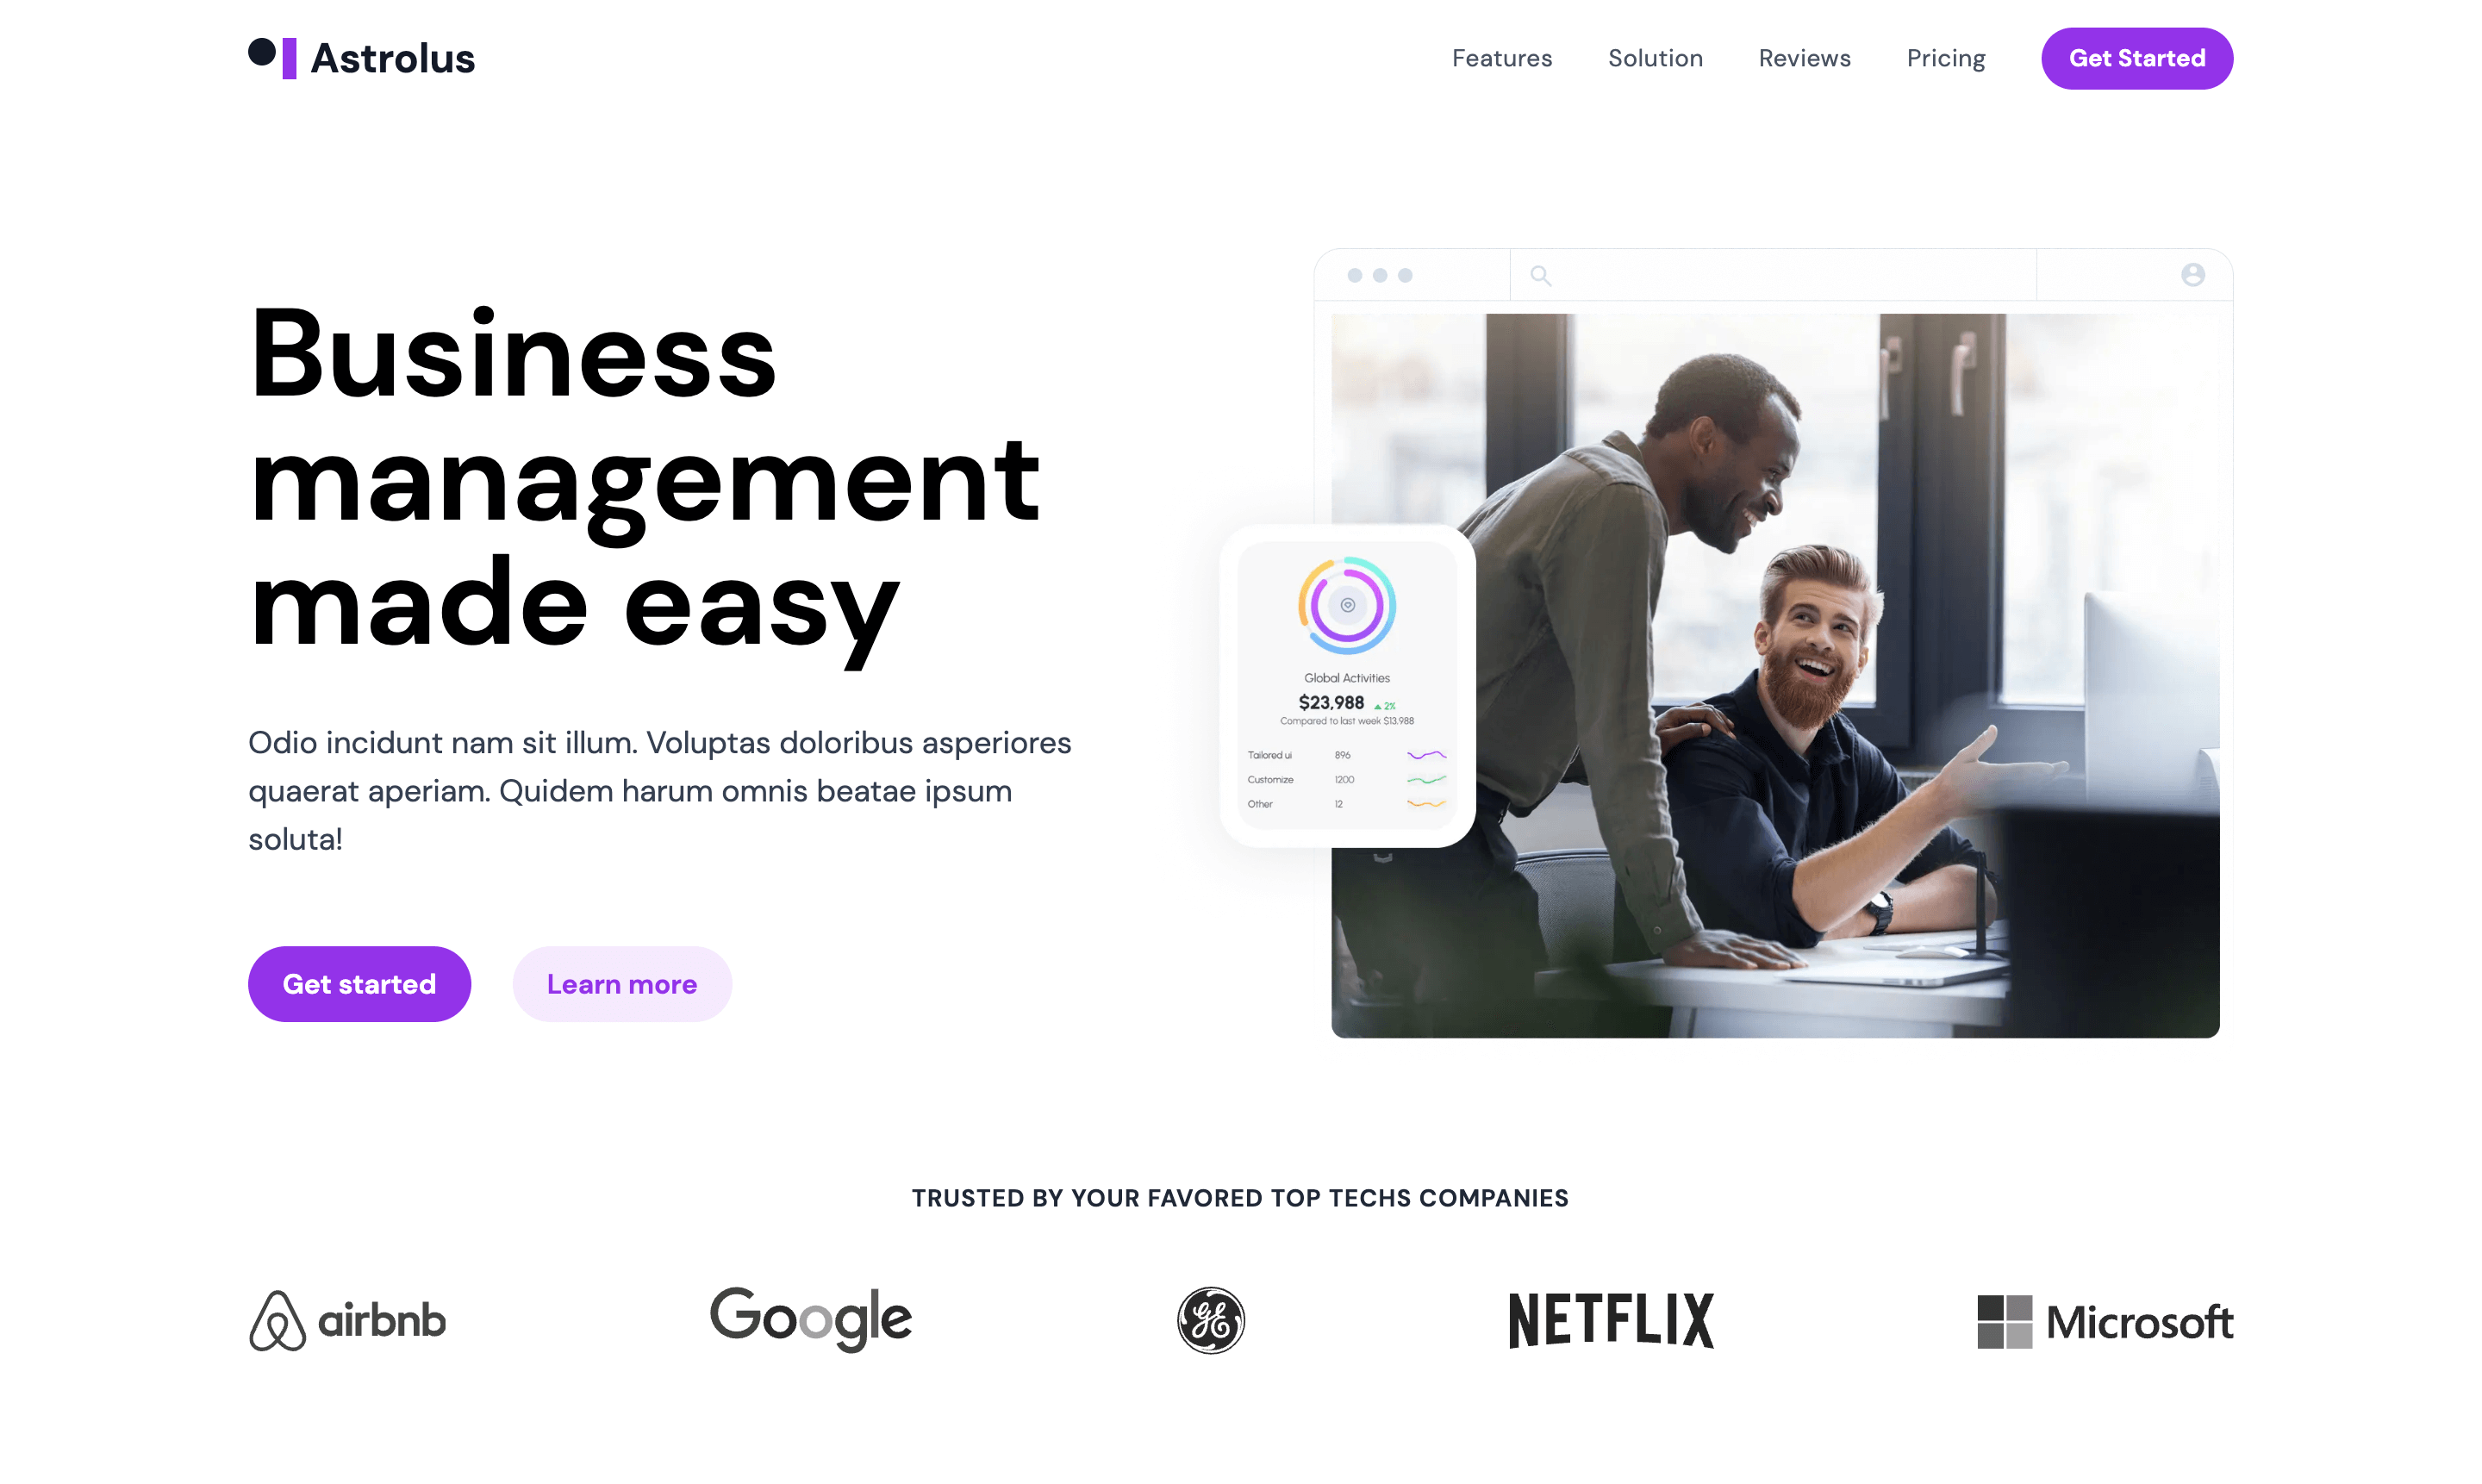 Astrolus
Features
Solution
Reviews
Pricing
Get Started
Business
management
made easy
Odio incidunt nam sit illum. Voluptas doloribus asperiores
quaerat aperiam. Quidem harum omnis beatae ipsum
soluta!
Get started
Learn more
Global Activities
$23,988 2%
Compared to last week $13,988
Tailored ui 896
Customize 1200
Other 12
TRUSTED BY YOUR FAVORED TOP TECHS COMPANIES
airbnb
Google
GE
NETFLIX
Microsoft